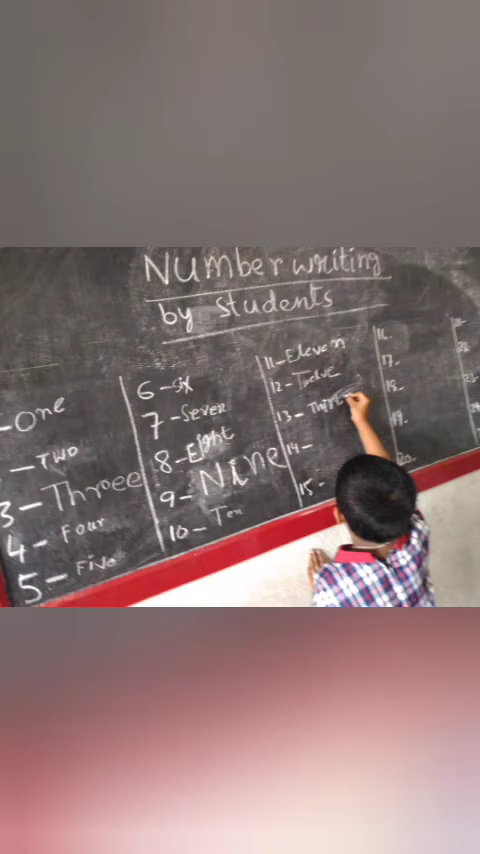 Number writing
by students
-One
- TWO
3 - Three
4 - Four
5 - Five
6 - Six
7 - Seven
8 - Eight
9 - Nine
10 - Ten
11 - Eleven
12 - Twelve
13 -
14 -
15 -
17 -
18 -
19 -
20 -